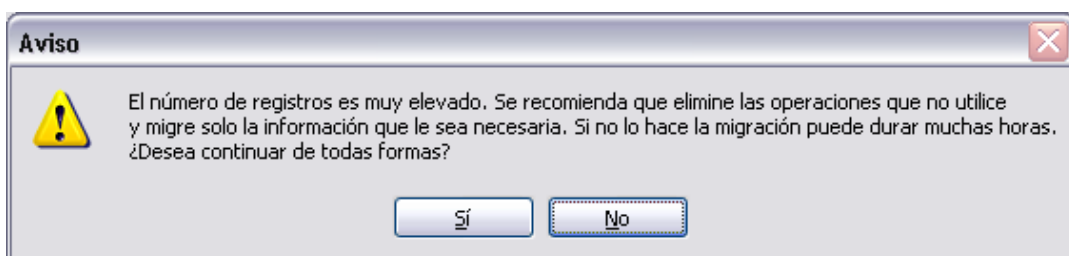 Aviso
El número de registros es muy elevado. Se recomienda que elimine las operaciones que no utilice
y migre solo la información que le sea necesaria. Si no lo hace la migración puede durar muchas horas.
¿Desea continuar de todas formas?
Sí
No